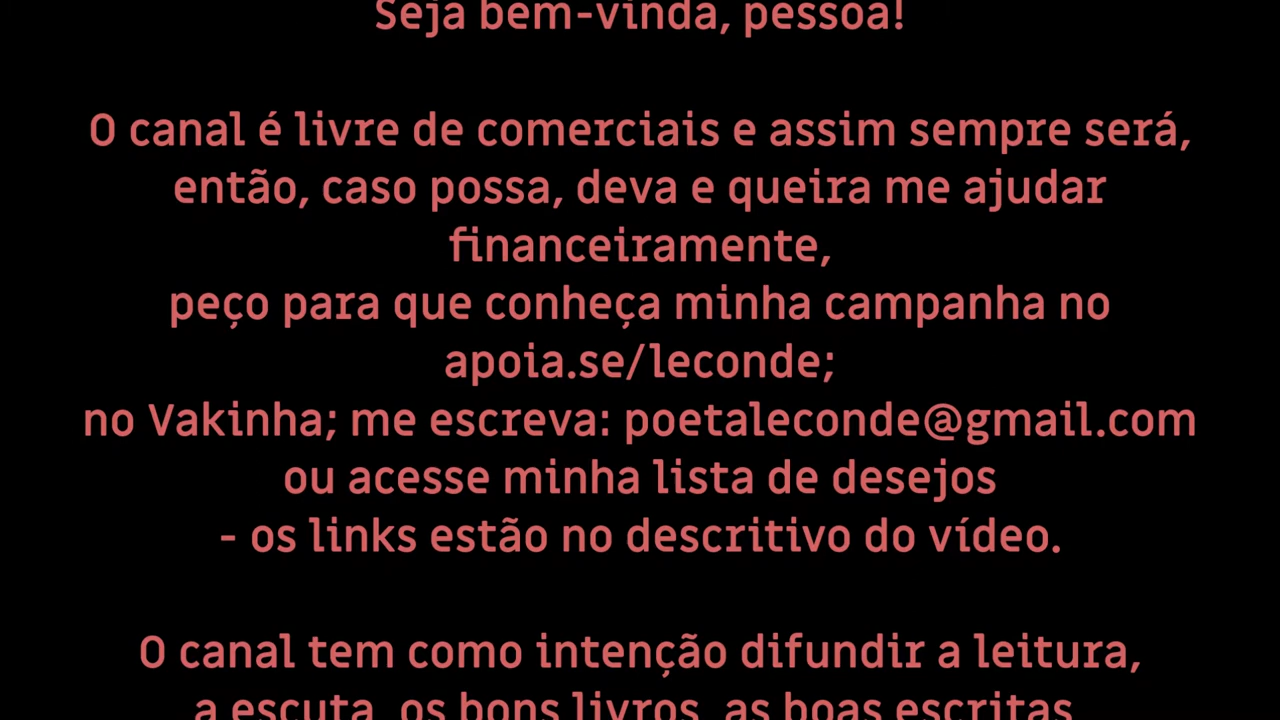 Seja bem-vinda, pessoa!
O canal é livre de comerciais e assim sempre será,
então, caso possa, deva e queira me ajudar
financeiramente,
peço para que conheça minha campanha no
apoia.se/leconde;
no Vakinha; me escreva: poetaleconde@gmail.com
ou acesse minha lista de desejos
- os links estão no descritivo do vídeo.
O canal tem como intenção difundir a leitura,
a escuta, os bons livros, as boas escritas